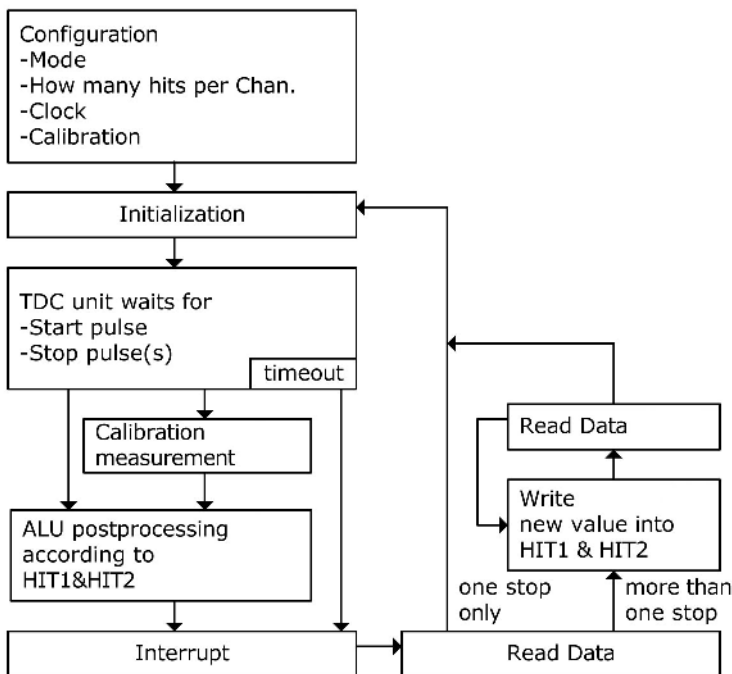 Configuration
-Mode
-How many hits per Chan.
-Clock
-Calibration
Initialization
TDC unit waits for
-Start pulse
-Stop pulse(s)
timeout
Calibration
measurement
ALU postprocessing
according to
HIT1&HIT2
Interrupt
Read Data
Write
new value into
HIT1 & HIT2
one stop
only
more than
one stop
Read Data